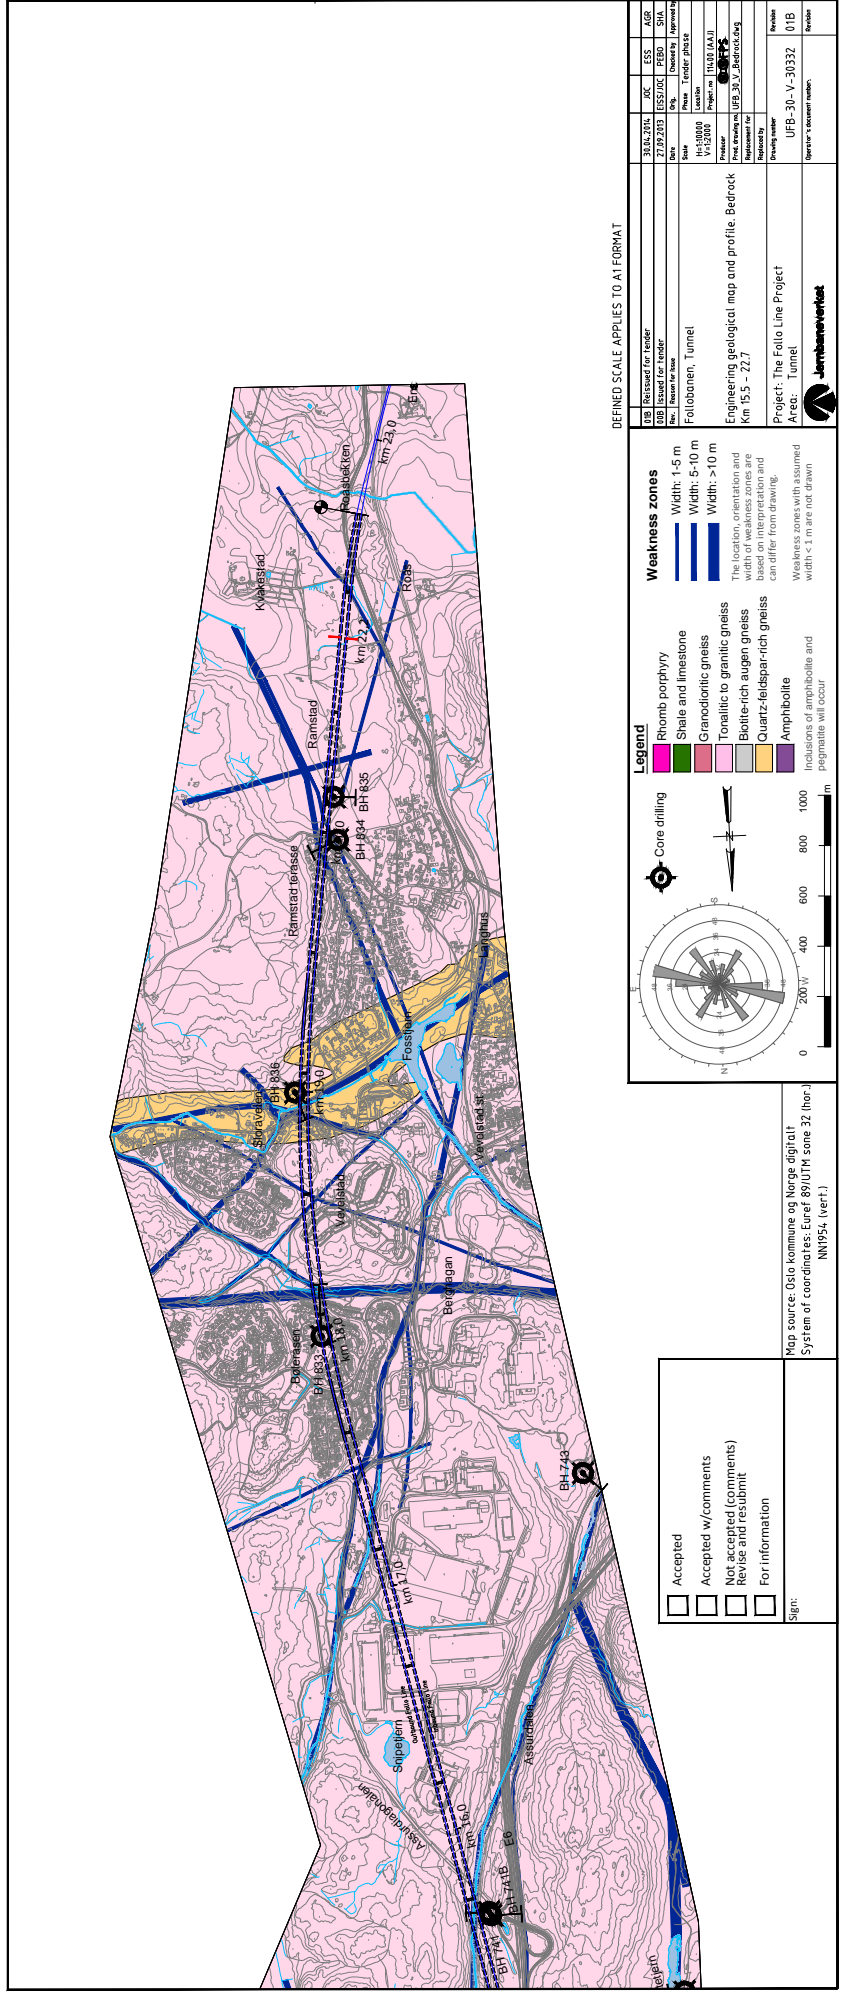 DEFINED SCALE APPLIES TO A1 FORMAT
km 23,0
Roasbekken
Kvakestad
Roås
Ramstad
BH 835
BH 834
Ramstad terasse
Langhus
Fosstjern
BH 836
km 19,0
Storaveien
Vevelstad st.
Vevelstad
Berghagan
km 18,0
BH 833
Bøleråsen
BH 743
km 17,0
Outbound Follo Line
Inbound Follo Line
Snipetjern
Assurdalen
Assurdiagonalen
km 16,0
E6
BH 741B
BH 741
01B Reissued for tender 30.04.2014 JOC ESS AGR
00B Issued for tender 27.09.2013 EISS/JOC PEBO SHA
Rev. Reason for issue Date Orig. Checked by Approved by
Follobanen, Tunnel
Scale
H=1:10000
V=1:2000
Phase Tender phase
Location
Project.no 11400 (AAJ)
Producer
Prod. drawing no. UFB_30_V_Bedrock.dwg
Replacement for
Replaced by
Engineering geological map and profile. Bedrock
Km 15.5 - 22.7
Project: The Follo Line Project
Area: Tunnel
Drawing number
UFB-30-V-30332
Revision
01B
Operator's document number:
Revision
Jernbaneverket
Weakness zones
Width: 1-5 m
Width: 5-10 m
Width: >10 m
The location, orientation and
width of weakness zones are
based on interpretation and
can differ from drawing.
Weakness zones with assumed
width < 1 m are not drawn
Legend
Rhomb porphyry
Shale and limestone
Granodioritic gneiss
Tonalitic to granitic gneiss
Biotite-rich augen gneiss
Quartz-feldspar-rich gneiss
Amphibolite
Inclusions of amphibolite and
pegmatite will occur
Core drilling
N
E
S
W
N
0 200 400 600 800 1000
m
Map source: Oslo kommune og Norge digitalt
System of coordinates: Euref 89/UTM sone 32 (hor.)
NN1954 (vert.)
Accepted
Accepted w/comments
Not accepted (comments)
Revise and resubmit
For information
Sign: